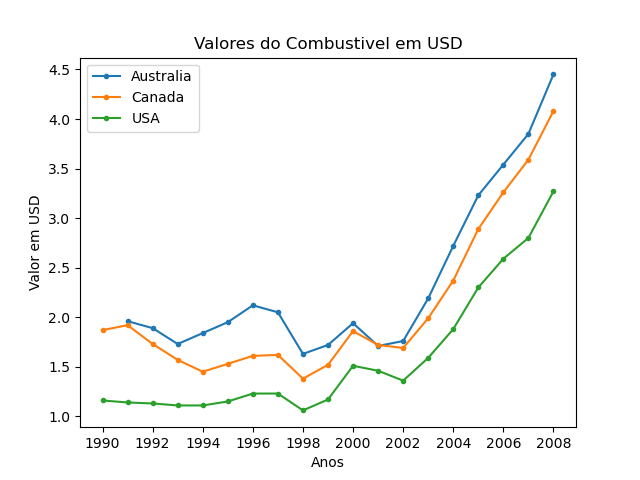 Valores do Combustivel em USD
4.5
4.0
3.5
3.0
2.5
2.0
1.5
1.0
Valor em USD
Australia
Canada
USA
1990 1992 1994 1996 1998 2000 2002 2004 2006 2008
Anos